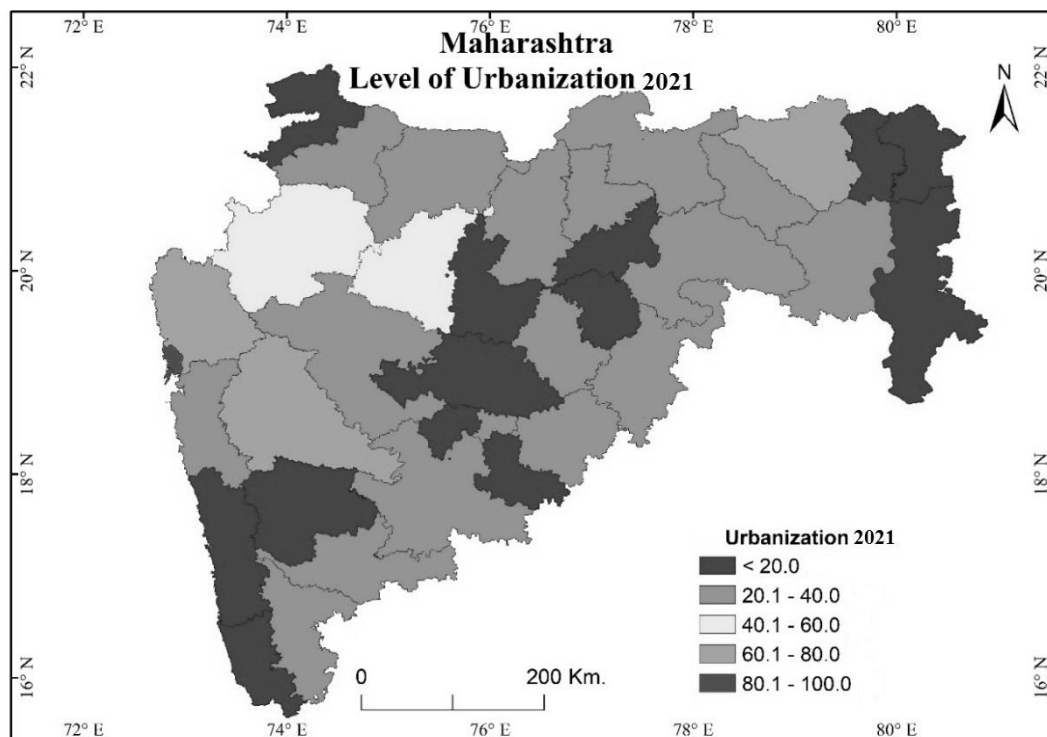 72° E 74° E 76° E 78° E 80° E
Maharashtra
Level of Urbanization 2021
22° N 22° N
N
20° N 20° N
18° N 18° N
16° N 16° N
Urbanization 2021
< 20.0
20.1 - 40.0
40.1 - 60.0
60.1 - 80.0
80.1 - 100.0
0 200 Km.
72° E 74° E 76° E 78° E 80° E